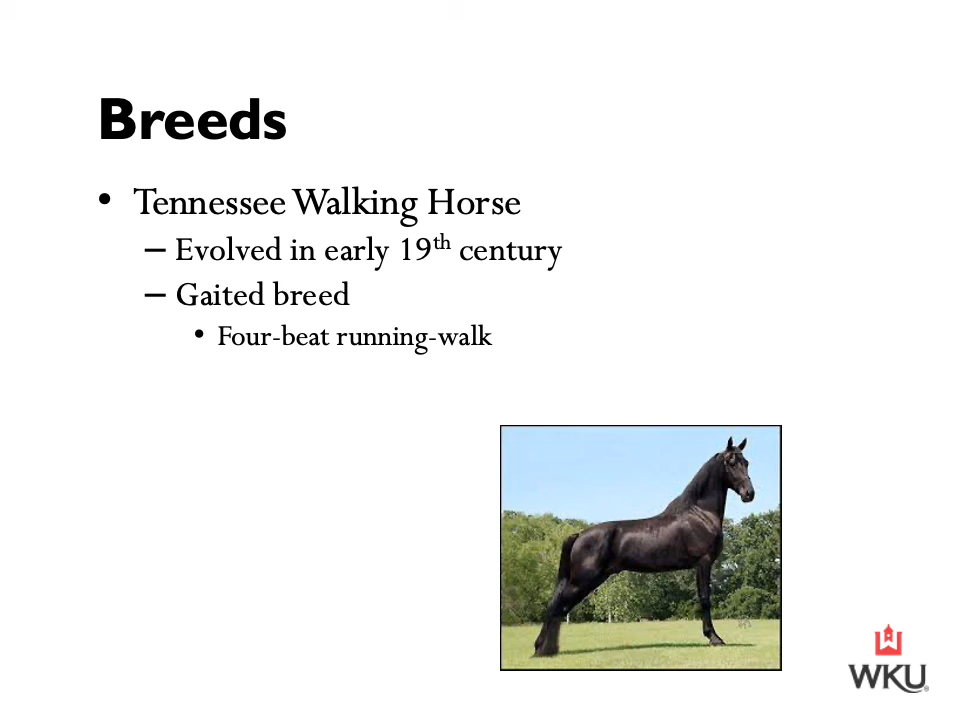 Breeds
• Tennessee Walking Horse
– Evolved in early 19th century
– Gaited breed
• Four-beat running-walk
WKU®